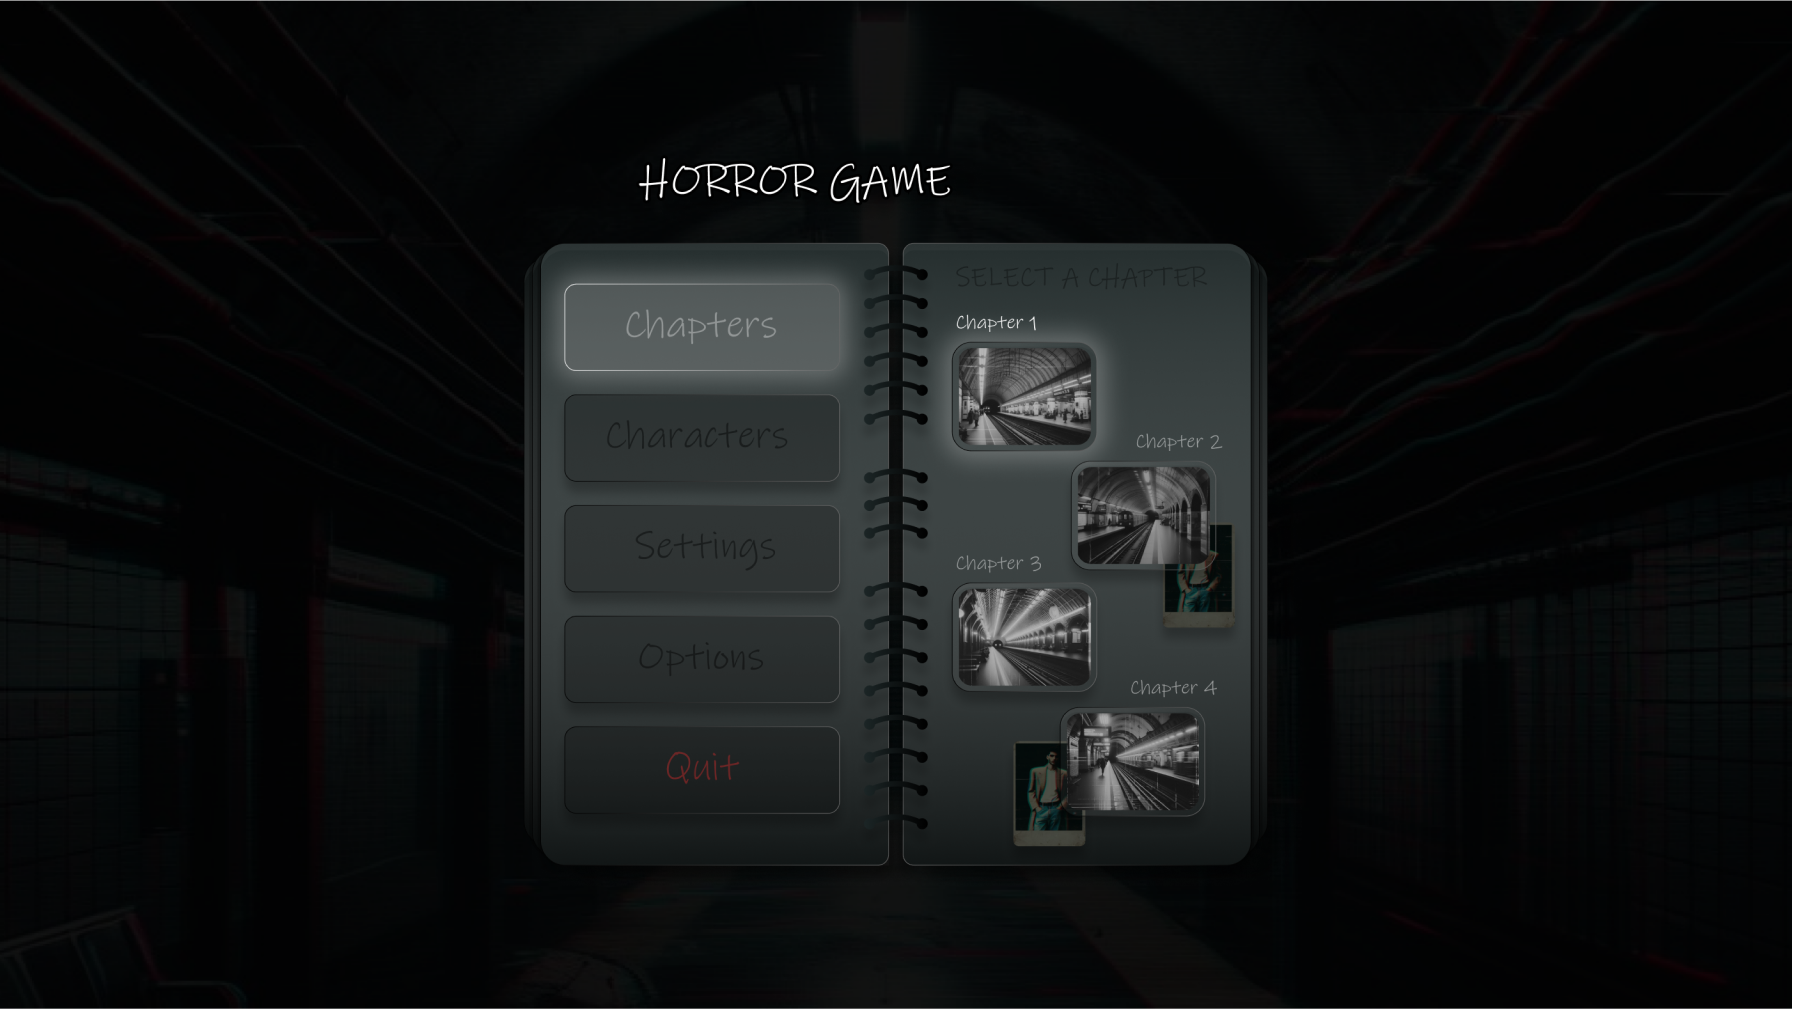 HORROR GAME
Chapters
Characters
Settings
Options
Quit
SELECT A CHAPTER
Chapter 1
Chapter 2
Chapter 3
Chapter 4